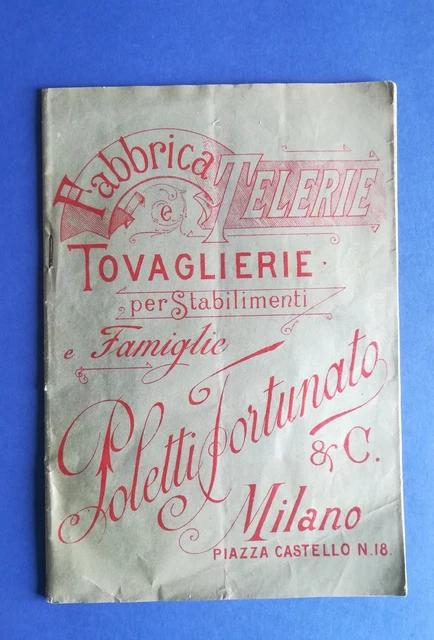 Fabbrica
e
TELERIE
TOVAGLIERIE
per Stabilimenti
e Famiglie
Poletti Fortunato
& C.
Milano
PIAZZA CASTELLO N.18.